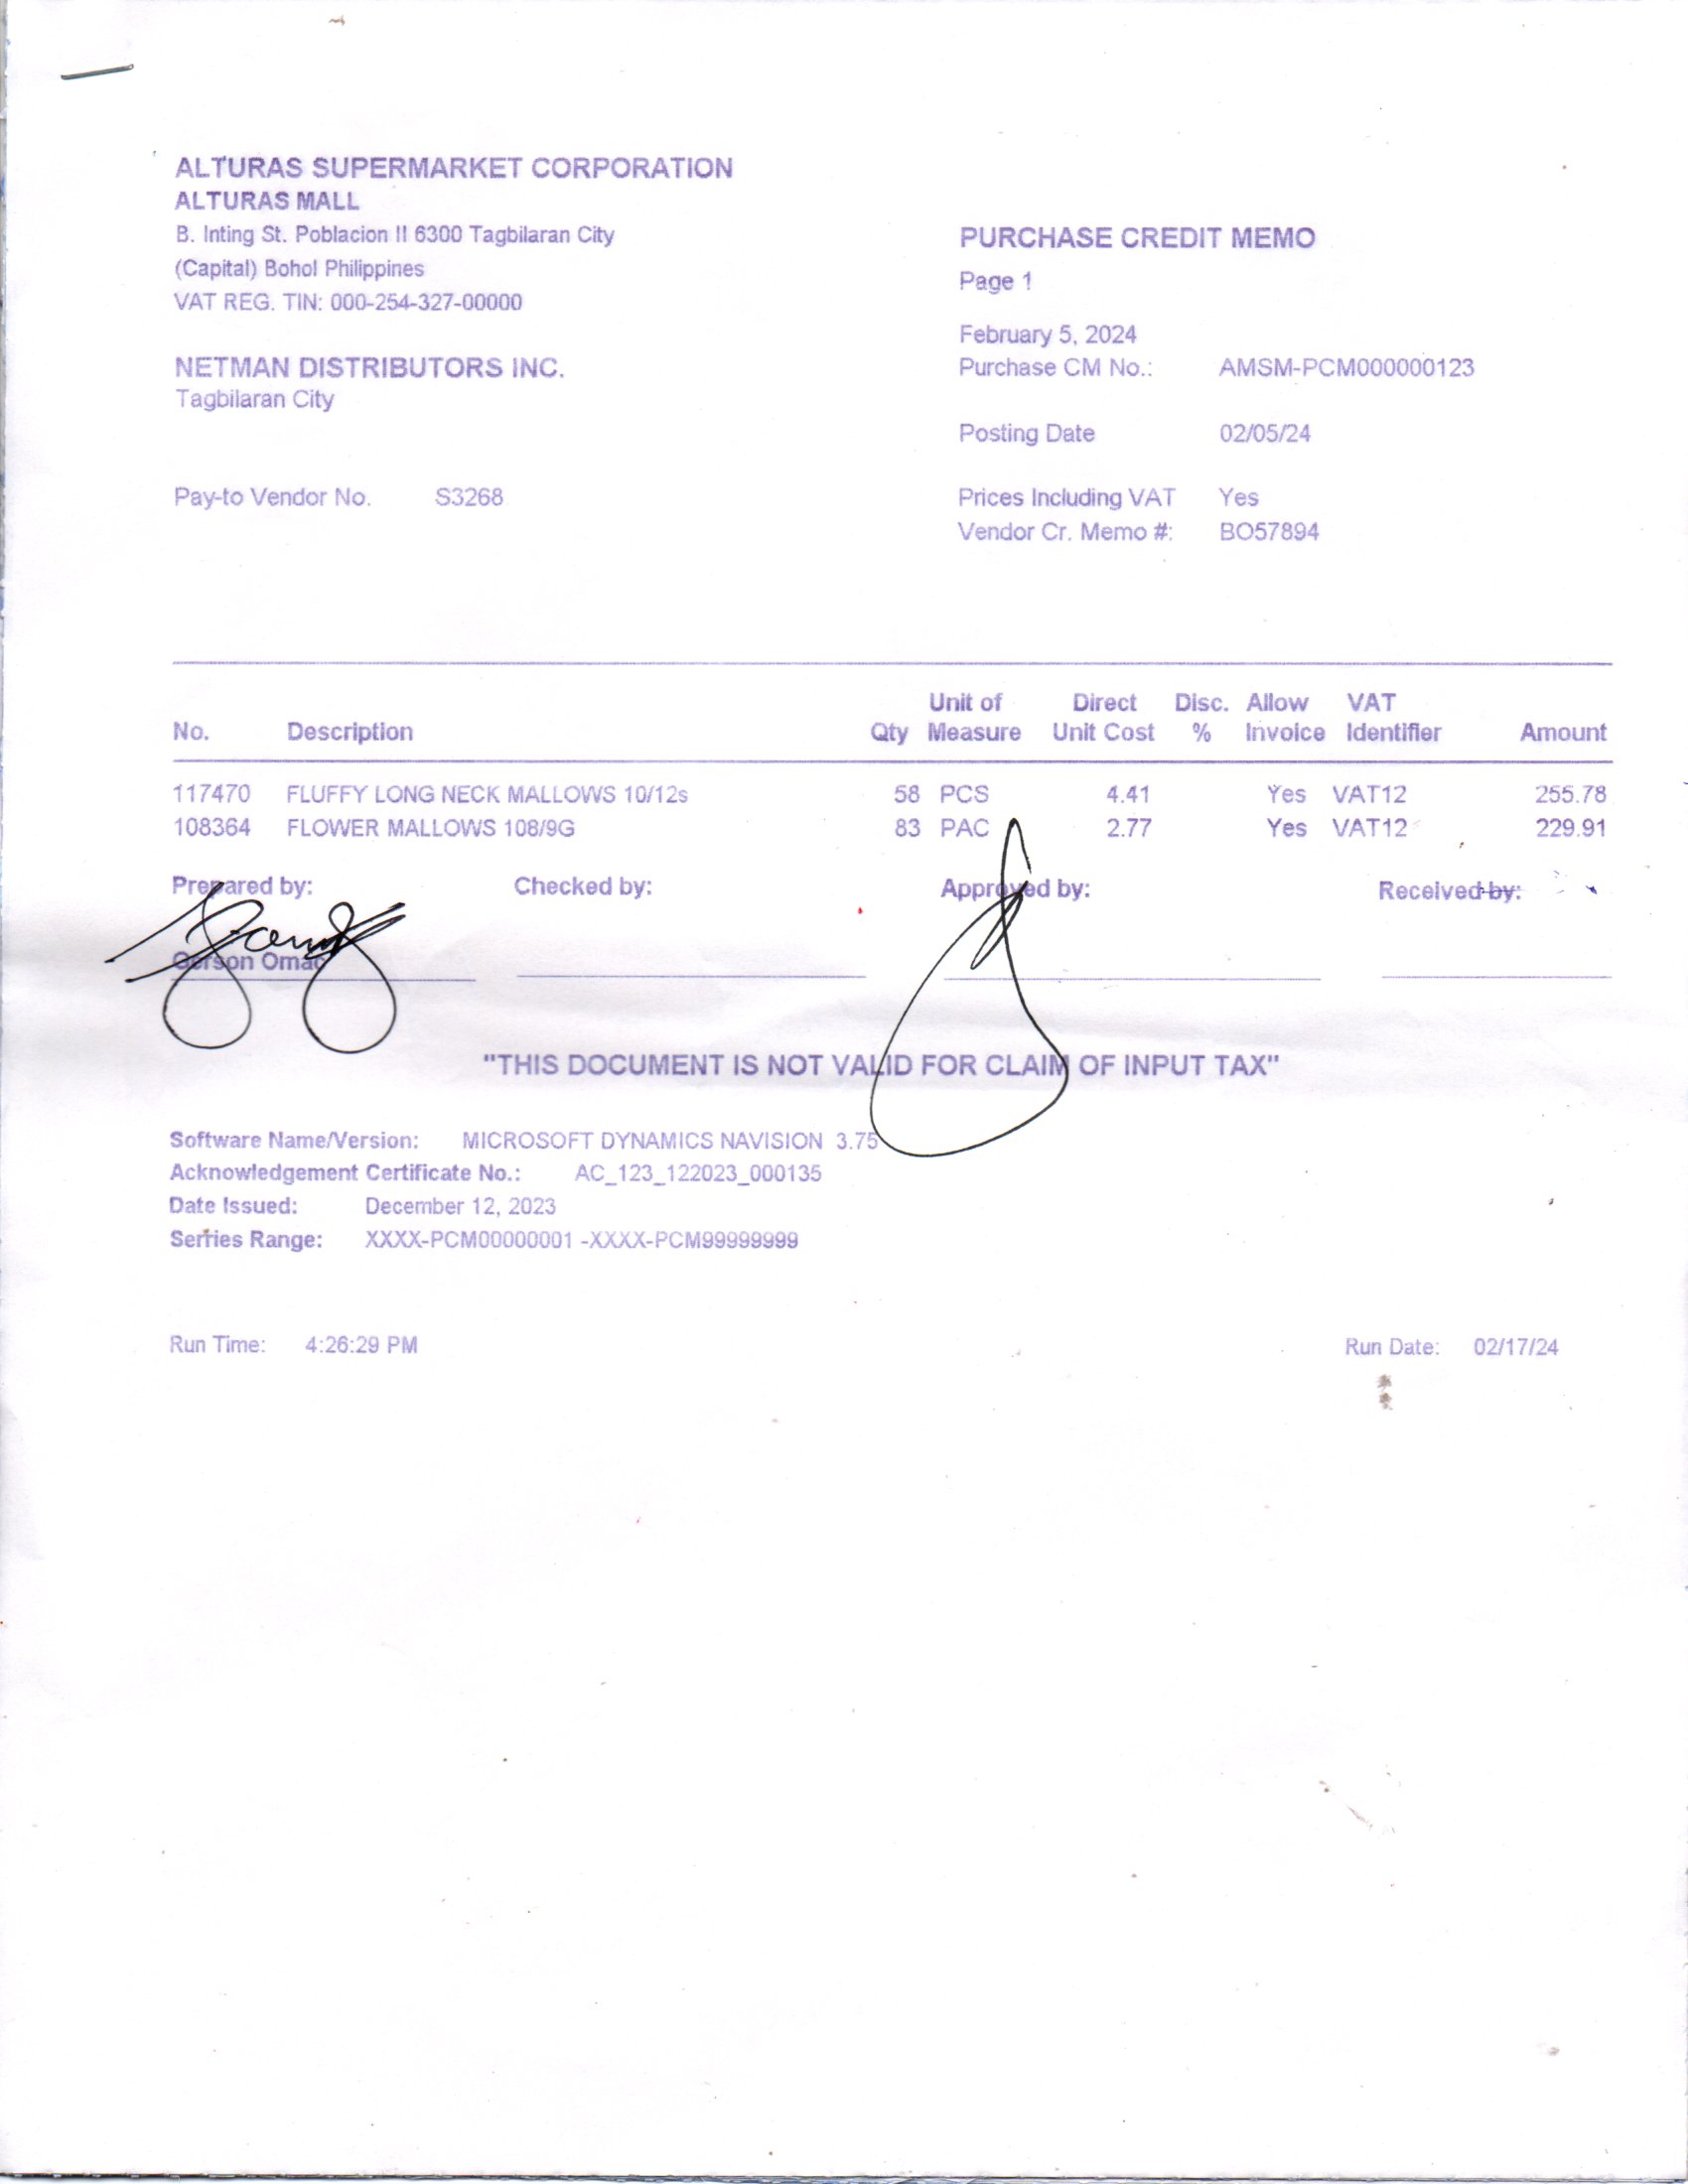 ALTURAS SUPERMARKET CORPORATION
ALTURAS MALL
B. Inting St. Poblacion II 6300 Tagbilaran City
(Capital) Bohol Philippines
VAT REG. TIN: 000-254-327-00000
PURCHASE CREDIT MEMO
Page 1
February 5, 2024
NETMAN DISTRIBUTORS INC.
Tagbilaran City
Purchase CM No.: AMSM-PCM000000123
Posting Date 02/05/24
Pay-to Vendor No. S3268
Prices Including VAT Yes
Vendor Cr. Memo #: BO57894
No. Description Qty Unit of Measure Direct Unit Cost Disc. % Allow Invoice VAT Identifier Amount
117470 FLUFFY LONG NECK MALLOWS 10/12s 58 PCS 4.41 Yes VAT12 255.78
108364 FLOWER MALLOWS 108/9G 83 PAC 2.77 Yes VAT12 229.91
Prepared by: Checked by: Approved by: Received by:
Gerson Omac
"THIS DOCUMENT IS NOT VALID FOR CLAIM OF INPUT TAX"
Software Name/Version: MICROSOFT DYNAMICS NAVISION 3.75
Acknowledgement Certificate No.: AC_123_122023_000135
Date Issued: December 12, 2023
Serries Range: XXXX-PCM00000001 -XXXX-PCM99999999
Run Time: 4:26:29 PM Run Date: 02/17/24